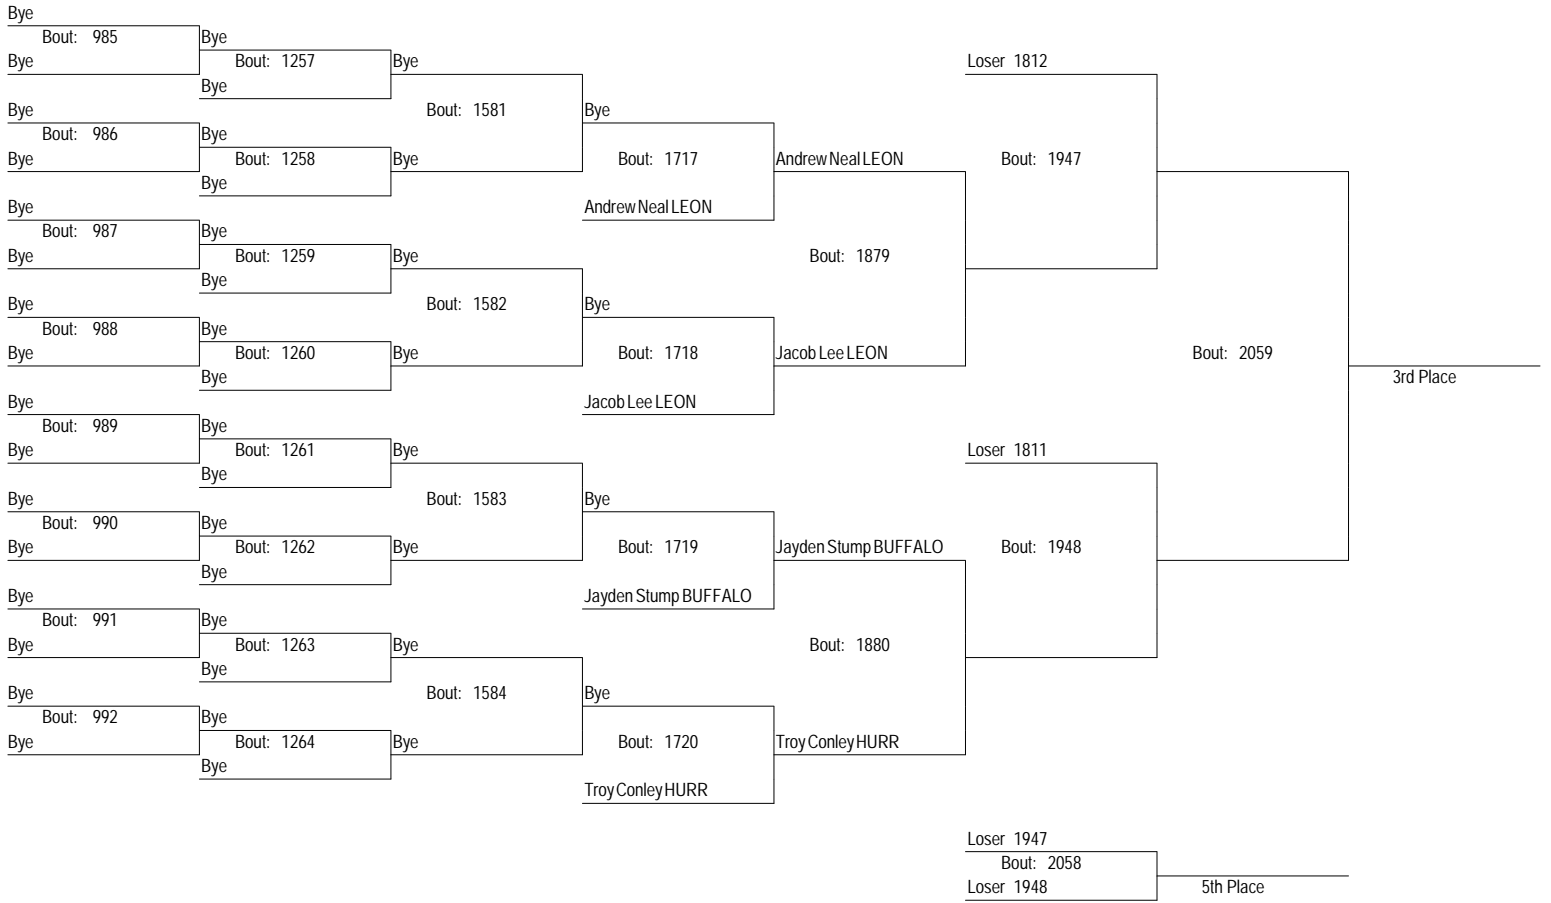 Bye
Bout: 985
Bye
Bye
Bout: 986
Bye
Bye
Bout: 987
Bye
Bye
Bout: 988
Bye
Bye
Bout: 989
Bye
Bye
Bout: 990
Bye
Bye
Bout: 991
Bye
Bye
Bout: 992
Bye
Bye
Bout: 1257
Bye
Bye
Bout: 1258
Bye
Bye
Bout: 1259
Bye
Bye
Bout: 1260
Bye
Bye
Bout: 1261
Bye
Bye
Bout: 1262
Bye
Bye
Bout: 1263
Bye
Bye
Bout: 1264
Bye
Bye
Bout: 1581
Bye
Bye
Bout: 1582
Bye
Bye
Bout: 1583
Bye
Bye
Bout: 1584
Bye
Bye
Bout: 1717
Andrew Neal LEON
Bye
Bout: 1718
Jacob Lee LEON
Bye
Bout: 1719
Jayden Stump BUFFALO
Bye
Bout: 1720
Troy Conley HURR
Andrew Neal LEON
Bout: 1879
Jacob Lee LEON
Jayden Stump BUFFALO
Bout: 1880
Troy Conley HURR
Loser 1812
Bout: 1947
Loser 1811
Bout: 1948
Bout: 2059
3rd Place
Loser 1947
Bout: 2058
Loser 1948
5th Place